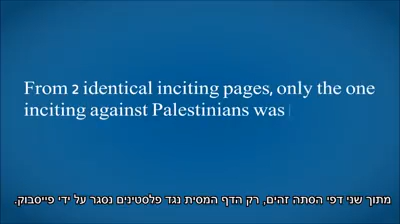 From 2 identical inciting pages, only the one
inciting against Palestinians was
מתוך שני דפי הסתה זהים, רק הדף המסית נגד פלסטינים נסגר על ידי פייסבוק.